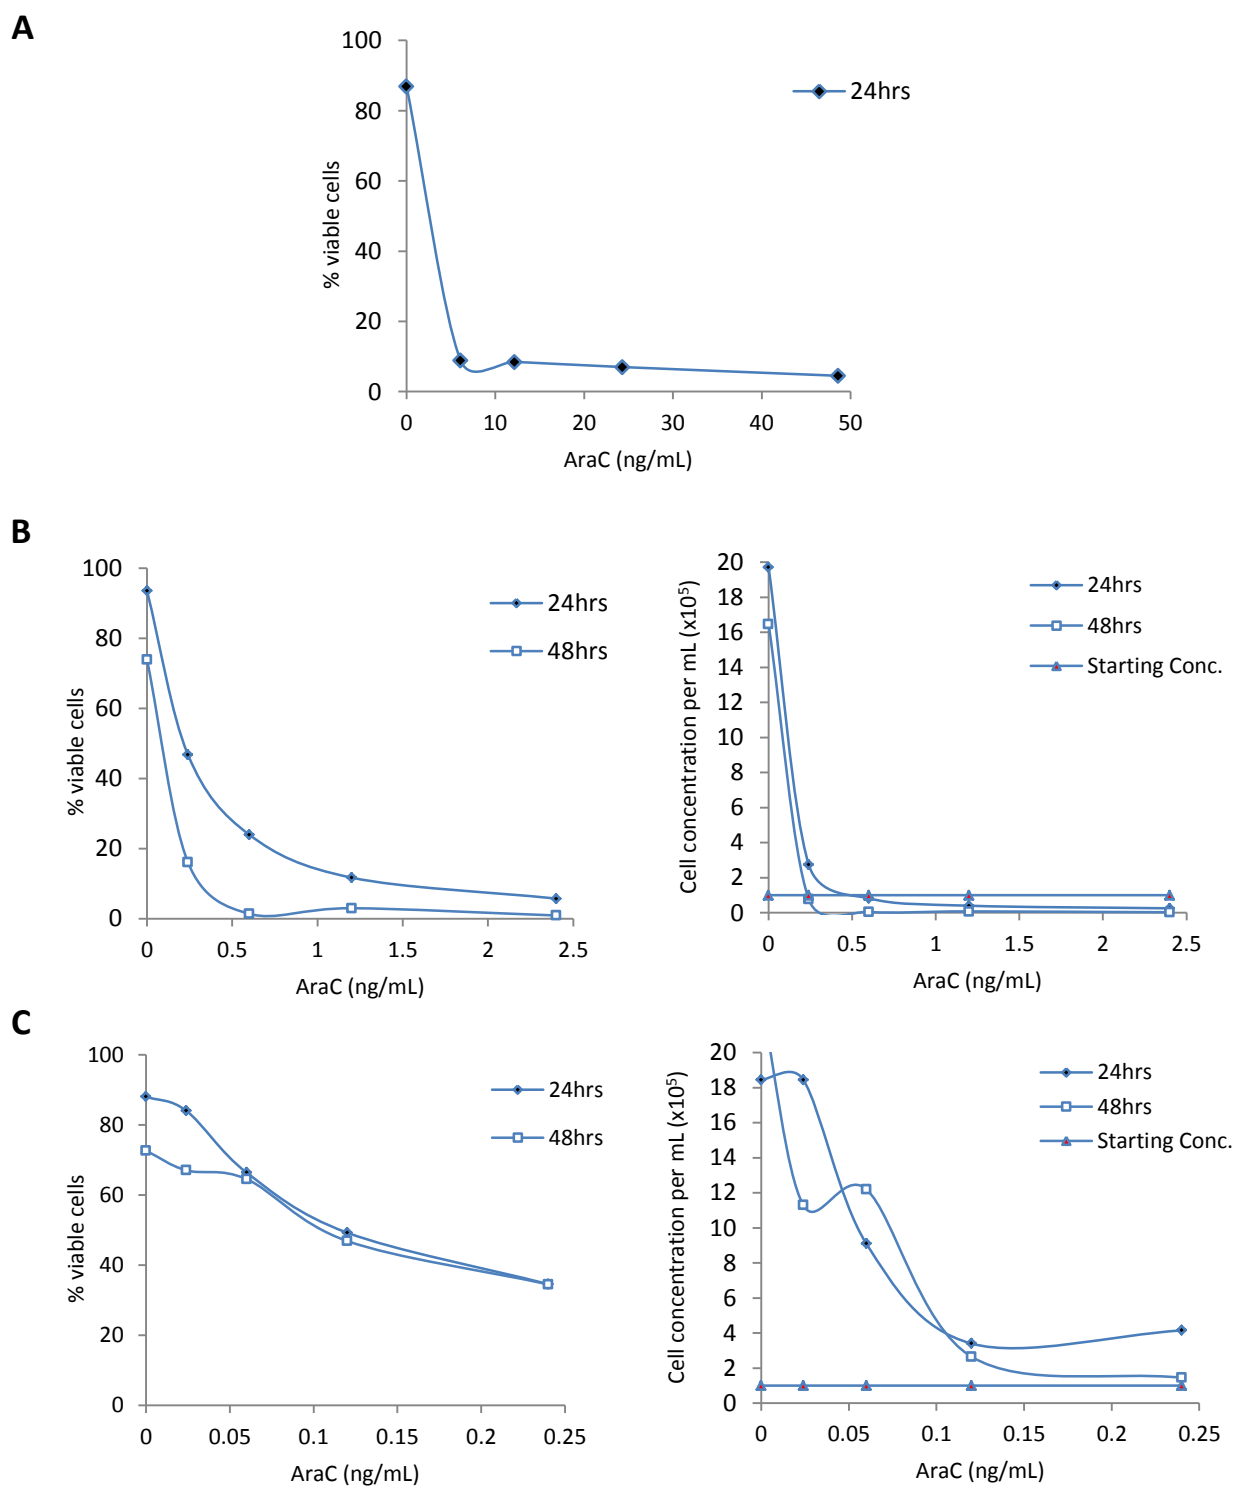 A
100
80
60
40
20
0
% viable cells
0 10 20 30 40 50
AraC (ng/mL)
24hrs
B
100
80
60
40
20
0
% viable cells
0 0.5 1 1.5 2 2.5
AraC (ng/mL)
24hrs
48hrs
20
18
16
14
12
10
8
6
4
2
0
Cell concentration per mL (x10⁵)
0 0.5 1 1.5 2 2.5
AraC (ng/mL)
24hrs
48hrs
Starting Conc.
C
100
80
60
40
20
0
% viable cells
0 0.05 0.1 0.15 0.2 0.25
AraC (ng/mL)
24hrs
48hrs
20
18
16
14
12
10
8
6
4
2
0
Cell concentration per mL (x10⁵)
0 0.05 0.1 0.15 0.2 0.25
AraC (ng/mL)
24hrs
48hrs
Starting Conc.